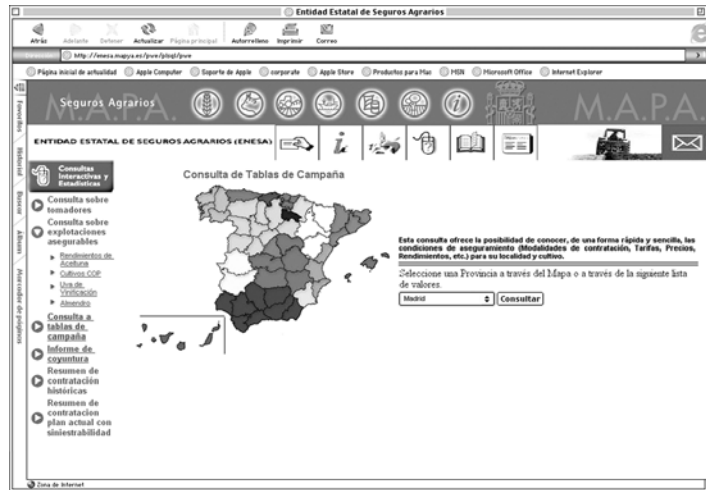 Entidad Estatal de Seguros Agrarios
Atrás Adelante Detener Actualizar Página principal Autorrelleno Imprimir Correo
http://enesa.mapya.es/pwe/plsql/pwe
Página inicial de actualidad Apple Computer Soporte de Apple corporate Apple Store Productos para Mac MSN Microsoft Office Internet Explorer
Favoritos
Historial
Buscar
Álbum
Marcador de páginas
M.A.P.A.
Seguros Agrarios
M.A.P.A.
ENTIDAD ESTATAL DE SEGUROS AGRARIOS (ENESA)
Consultas
Interactivas y
Estadísticas
Consulta sobre
tomadores
Consulta sobre
explotaciones
asegurables
Rendimientos de
Aceituna
Cultivos COP
Uva de
Vinificación
Almendro
Consulta a
tablas de
campaña
Informe de
coyuntura
Resumen de
contratación
históricas
Resumen de
contratacion
plan actual con
siniestrabilidad
Consulta de Tablas de Campaña
Esta consulta ofrece la posibilidad de conocer, de una forma rápida y sencilla, las
condiciones de aseguramiento (Modalidades de contratación, Tarifas, Precios,
Rendimientos, etc.) para su localidad y cultivo.
Seleccione una Provincia a través del Mapa o a través de la siguiente lista
de valores.
Madrid Consultar
Zona de Internet